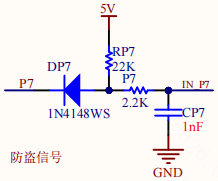 5V
DP7
RP7
22K
P7
P7
IN_P7
1N4148WS
2.2K
CP7
1nF
防盗信号
GND